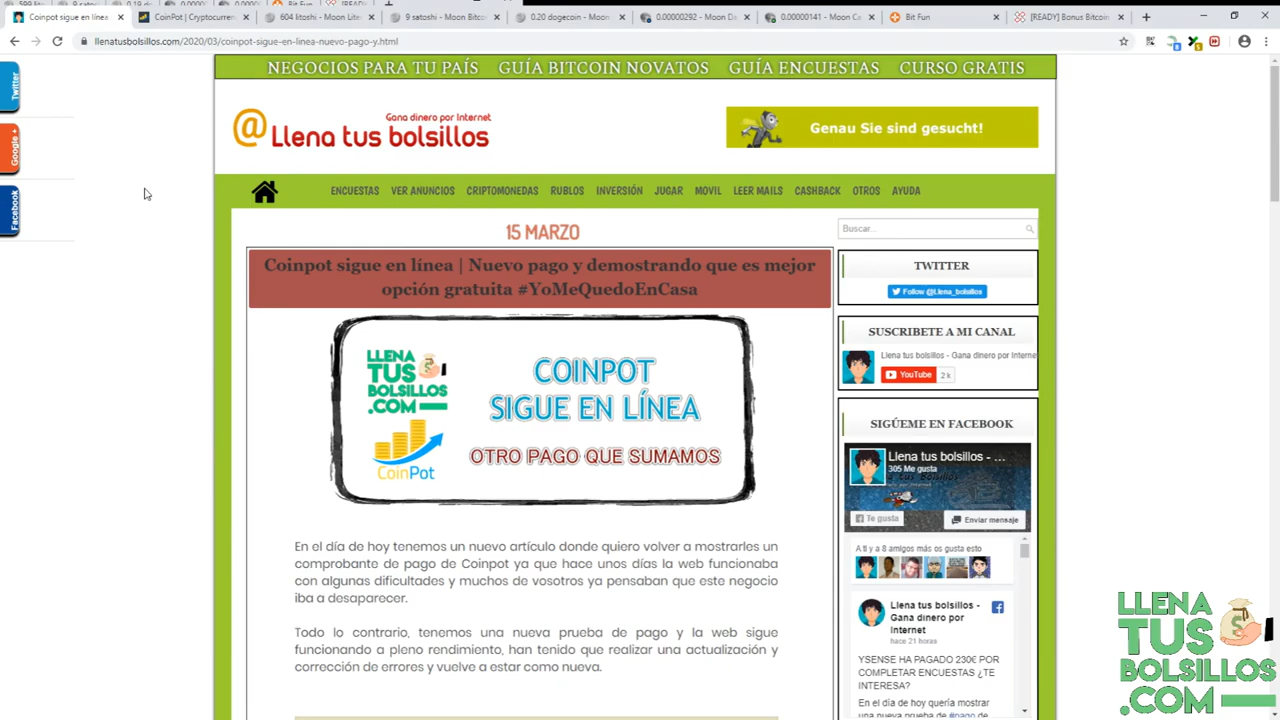 Coinpot sigue en línea
CoinPot | Cryptocurren
604 litoshi - Moon Lite
9 satoshi - Moon Bitco
0.20 dogecoin - Moon
0.00000292 - Moon Da
0.00000141 - Moon Ca
Bit Fun
[READY] Bonus Bitcoin
llenatusbolsillos.com/2020/03/coinpot-sigue-en-linea-nuevo-pago-y.html
Twitter
Google +
Facebook
NEGOCIOS PARA TU PAÍS GUÍA BITCOIN NOVATOS GUÍA ENCUESTAS CURSO GRATIS
Gana dinero por Internet
@Llena tus bolsillos
Genau Sie sind gesucht!
ENCUESTAS VER ANUNCIOS CRIPTOMONEDAS RUBLOS INVERSIÓN JUGAR MOVIL LEER MAILS CASHBACK OTROS AYUDA
15 MARZO
Coinpot sigue en línea | Nuevo pago y demostrando que es mejor
opción gratuita #YoMeQuedoEnCasa
LLENA
TUS
BOLSILLOS
.COM
CoinPot
COINPOT
SIGUE EN LÍNEA
OTRO PAGO QUE SUMAMOS
En el día de hoy tenemos un nuevo artículo donde quiero volver a mostrarles un
comprobante de pago de Coinpot ya que hace unos días la web funcionaba
con algunas dificultades y muchos de vosotros ya pensaban que este negocio
iba a desaparecer.
Todo lo contrario, tenemos una nueva prueba de pago y la web sigue
funcionando a pleno rendimiento, han tenido que realizar una actualización y
corrección de errores y vuelve a estar como nueva.
Buscar...
TWITTER
Follow @Llena_bolsillos
SUSCRIBETE A MI CANAL
Llena tus bolsillos - Gana dinero por Interne
YouTube 2 k
SIGÚEME EN FACEBOOK
Llena tus bolsillos - ...
305 Me gusta
Te gusta
Enviar mensaje
A ti y a 8 amigos más os gusta esto
Llena tus bolsillos -
Gana dinero por
Internet
hace 21 horas
YSENSE HA PAGADO 230€ POR
COMPLETAR ENCUESTAS ¿TE
INTERESA?
En el día de hoy quería mostrar
una nueva prueba de #pago de
LLENA
TUS
BOLSILLOS
.COM